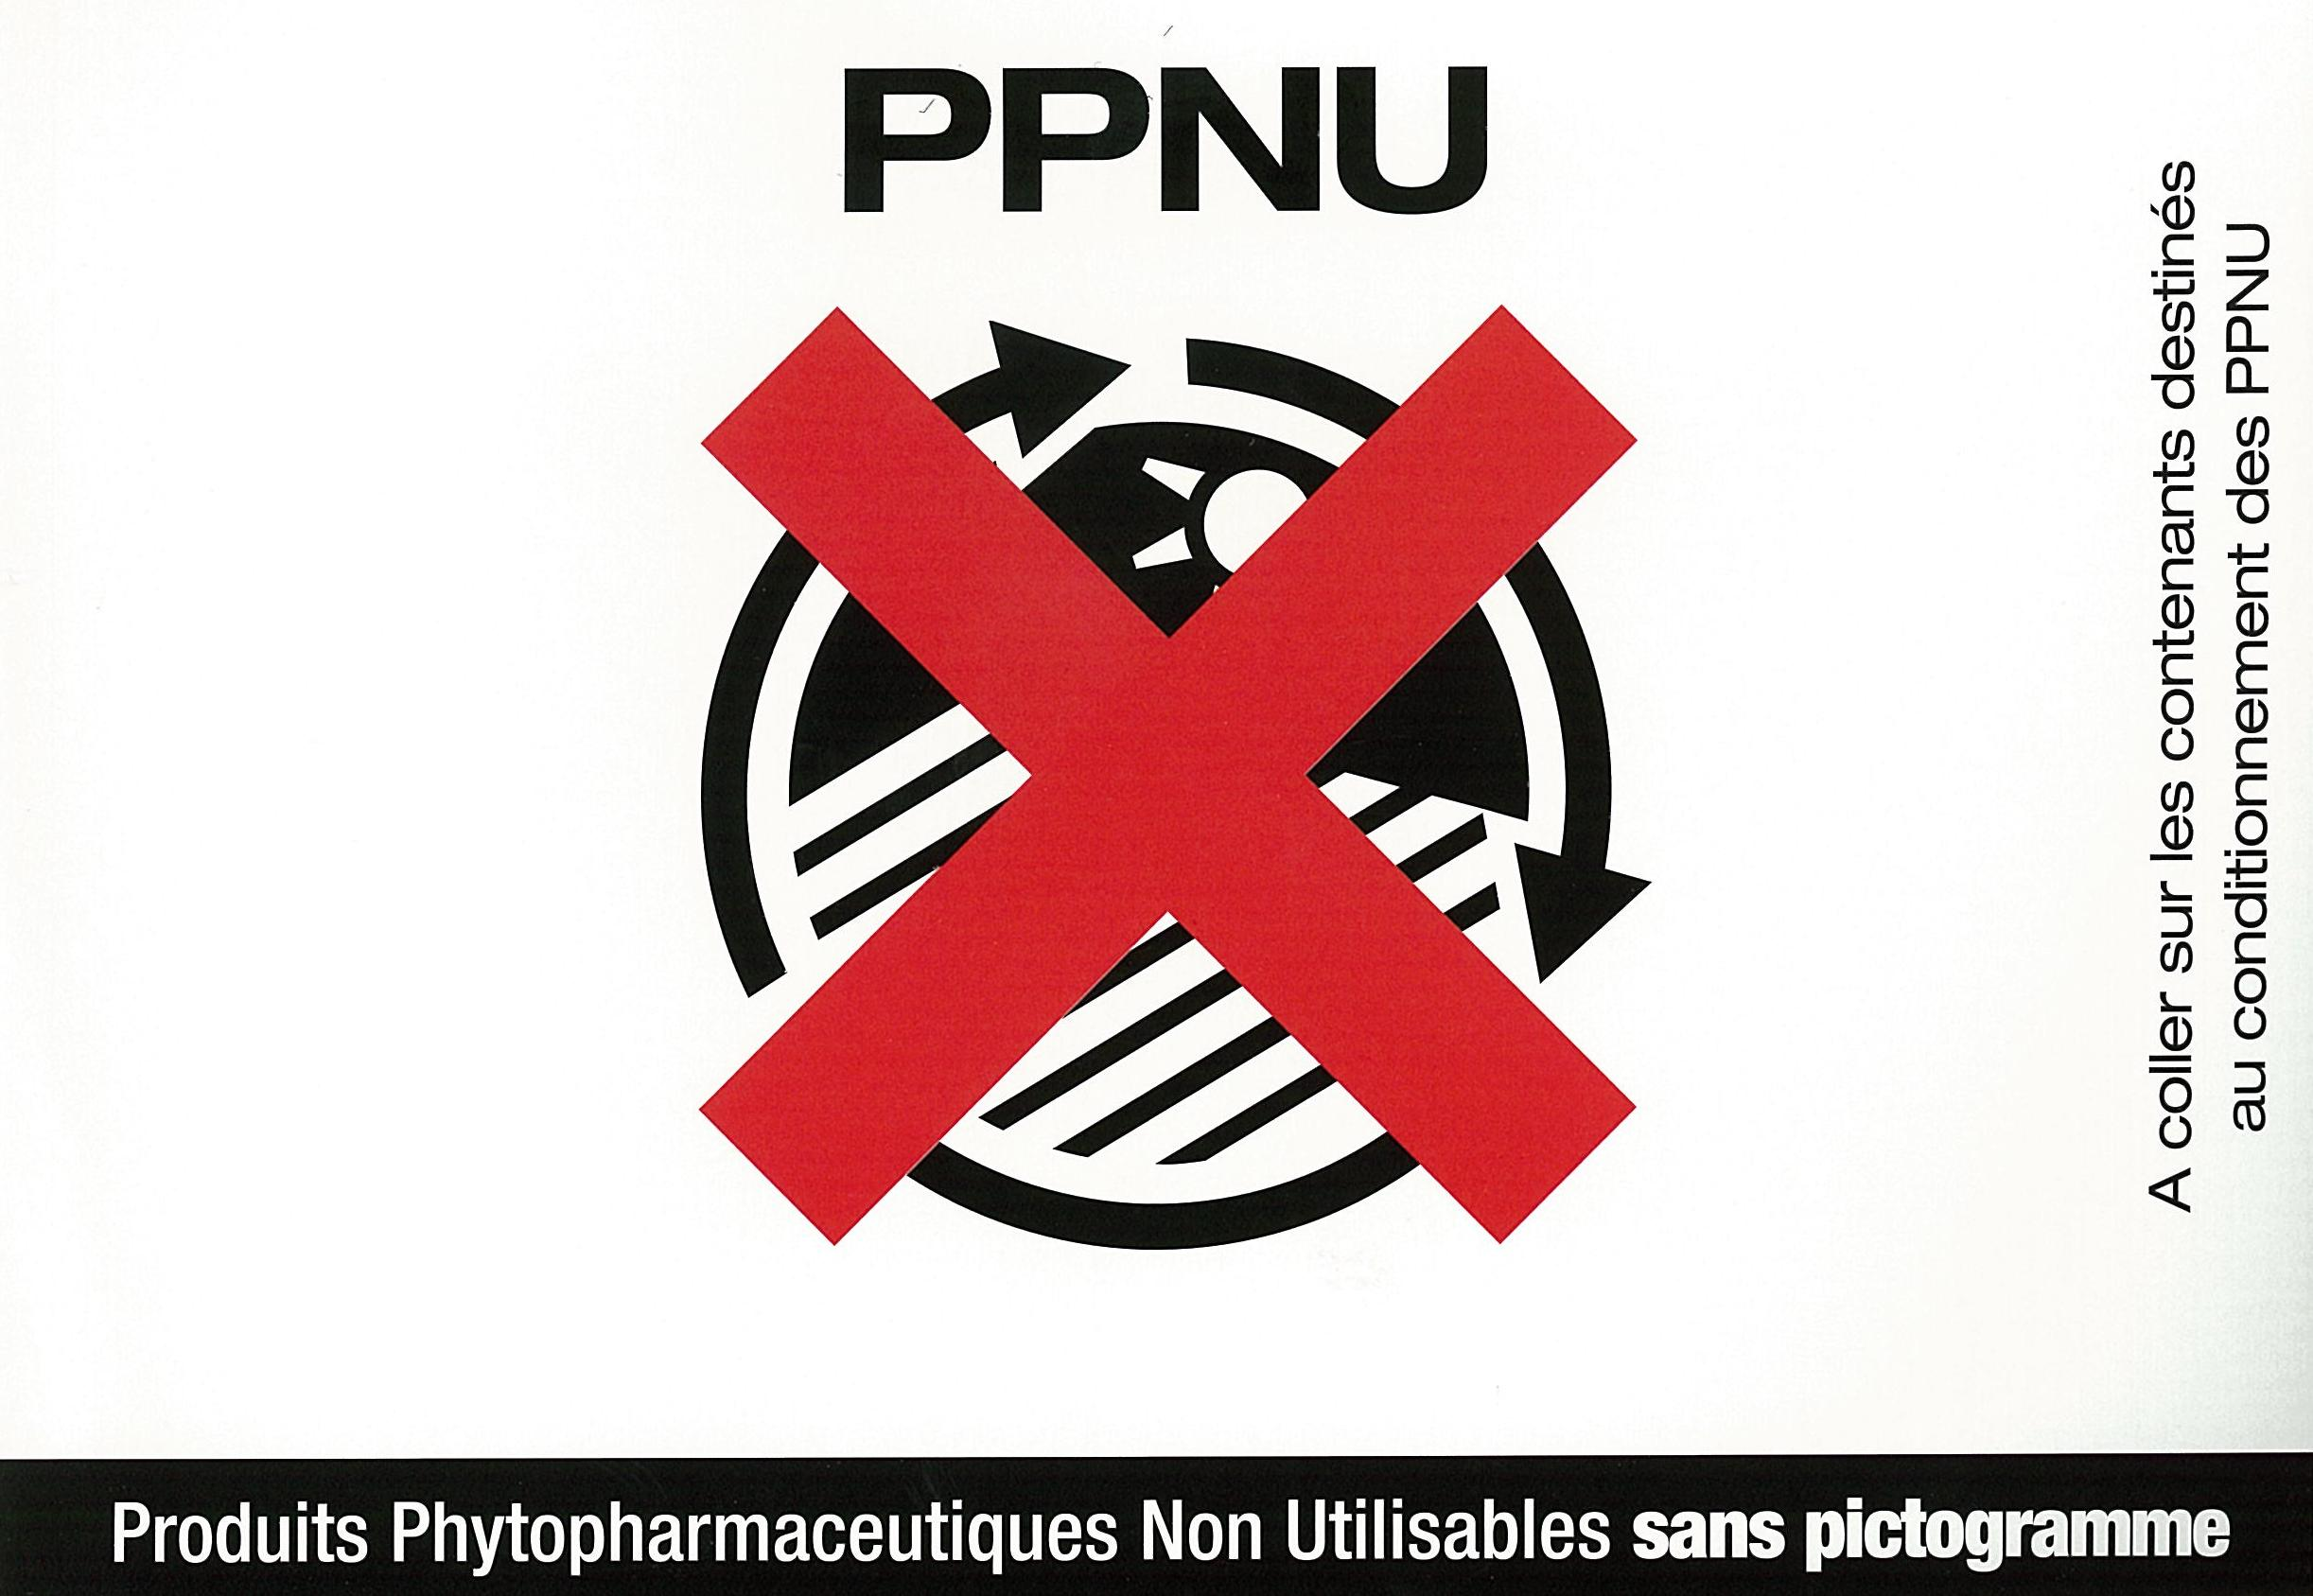 PPNU
A coller sur les contenants destinés
au conditionnement des PPNU
Produits Phytopharmaceutiques Non Utilisables sans pictogramme